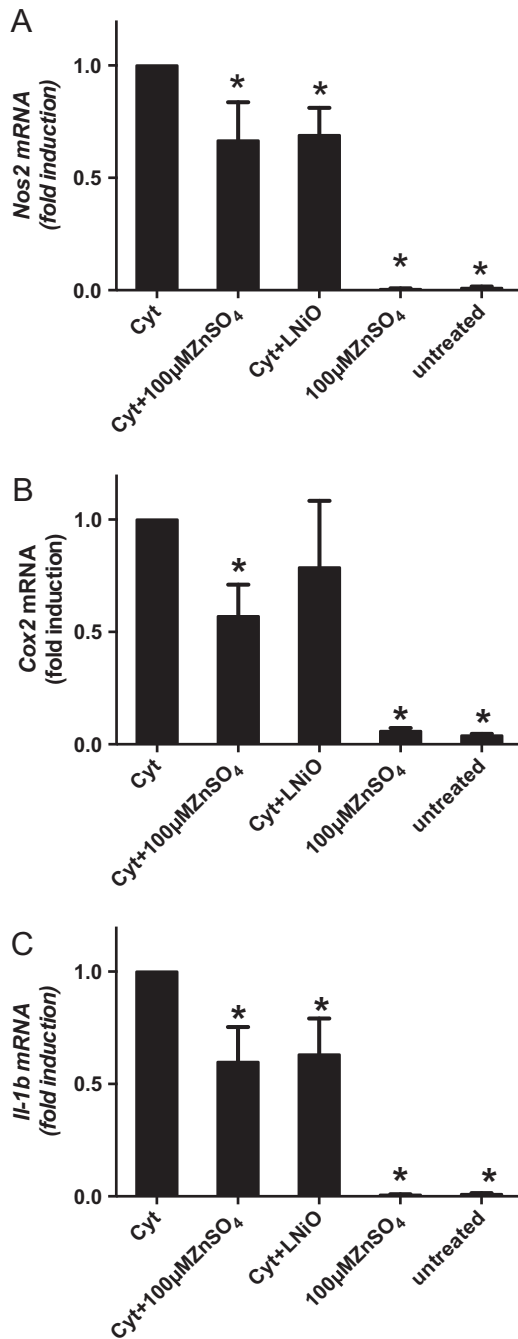 A
Nos2 mRNA
(fold induction)
1.0
0.5
0.0
* * * *
Cyt
Cyt+100μMZnSO₄
Cyt+LNiO
100μMZnSO₄
untreated
B
Cox2 mRNA
(fold induction)
1.0
0.5
0.0
* * *
Cyt
Cyt+100μMZnSO₄
Cyt+LNiO
100μMZnSO₄
untreated
C
Il-1b mRNA
(fold induction)
1.0
0.5
0.0
* * * *
Cyt
Cyt+100μMZnSO₄
Cyt+LNiO
100μMZnSO₄
untreated